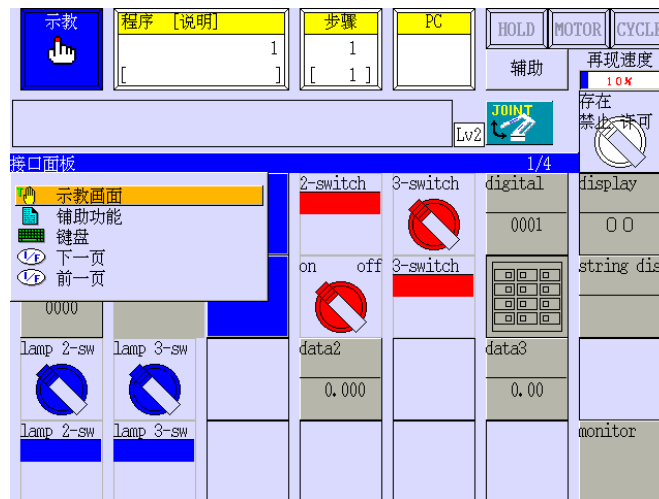 示教
程序 [说明]
步骤
PC
HOLD
MOTOR
CYCLE
1
1
[ ]
[ 1]
辅助
再现速度
10%
存在
禁止 许可
Lv2
JOINT
接口面板
1/4
示教画面
辅助功能
键盘
I/F 下一页
I/F 前一页
2-switch
3-switch
digital
display
0001
0 0
on off
3-switch
string dis
0000
lamp 2-sw
lamp 3-sw
data2
data3
0.000
0.00
lamp 2-sw
lamp 3-sw
monitor